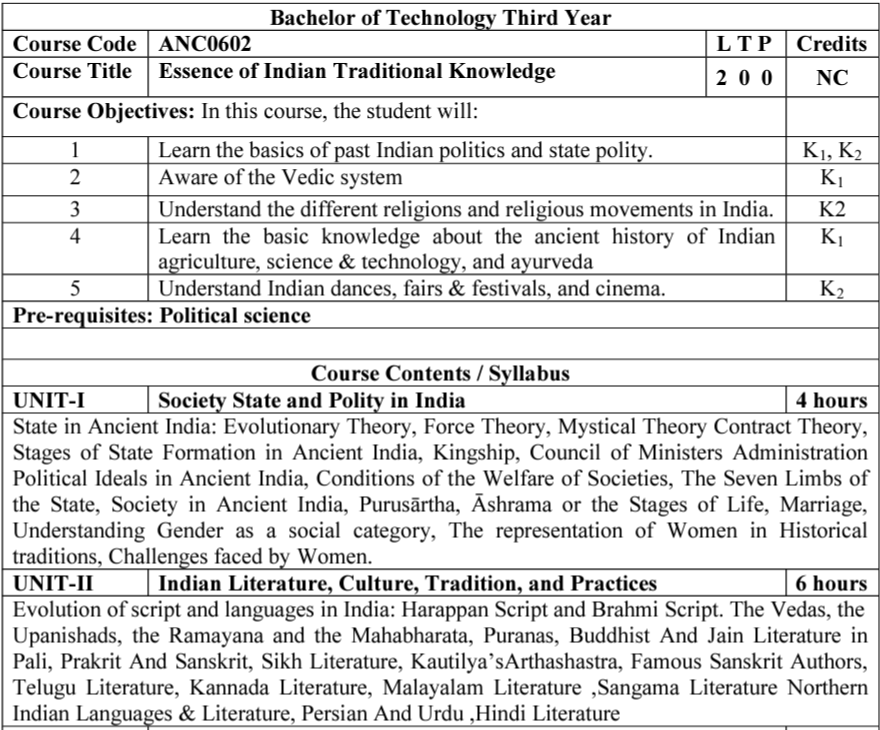 Bachelor of Technology Third Year
Course Code ANC0602 L T P Credits
Course Title Essence of Indian Traditional Knowledge 2 0 0 NC
Course Objectives: In this course, the student will:
1 Learn the basics of past Indian politics and state polity. K1, K2
2 Aware of the Vedic system K1
3 Understand the different religions and religious movements in India. K2
4 Learn the basic knowledge about the ancient history of Indian K1
agriculture, science & technology, and ayurveda
5 Understand Indian dances, fairs & festivals, and cinema. K2
Pre-requisites: Political science
Course Contents / Syllabus
UNIT-I Society State and Polity in India 4 hours
State in Ancient India: Evolutionary Theory, Force Theory, Mystical Theory Contract Theory,
Stages of State Formation in Ancient India, Kingship, Council of Ministers Administration
Political Ideals in Ancient India, Conditions of the Welfare of Societies, The Seven Limbs of
the State, Society in Ancient India, Purusārtha, Āshrama or the Stages of Life, Marriage,
Understanding Gender as a social category, The representation of Women in Historical
traditions, Challenges faced by Women.
UNIT-II Indian Literature, Culture, Tradition, and Practices 6 hours
Evolution of script and languages in India: Harappan Script and Brahmi Script. The Vedas, the
Upanishads, the Ramayana and the Mahabharata, Puranas, Buddhist And Jain Literature in
Pali, Prakrit And Sanskrit, Sikh Literature, Kautilya'sArthashastra, Famous Sanskrit Authors,
Telugu Literature, Kannada Literature, Malayalam Literature ,Sangama Literature Northern
Indian Languages & Literature, Persian And Urdu ,Hindi Literature